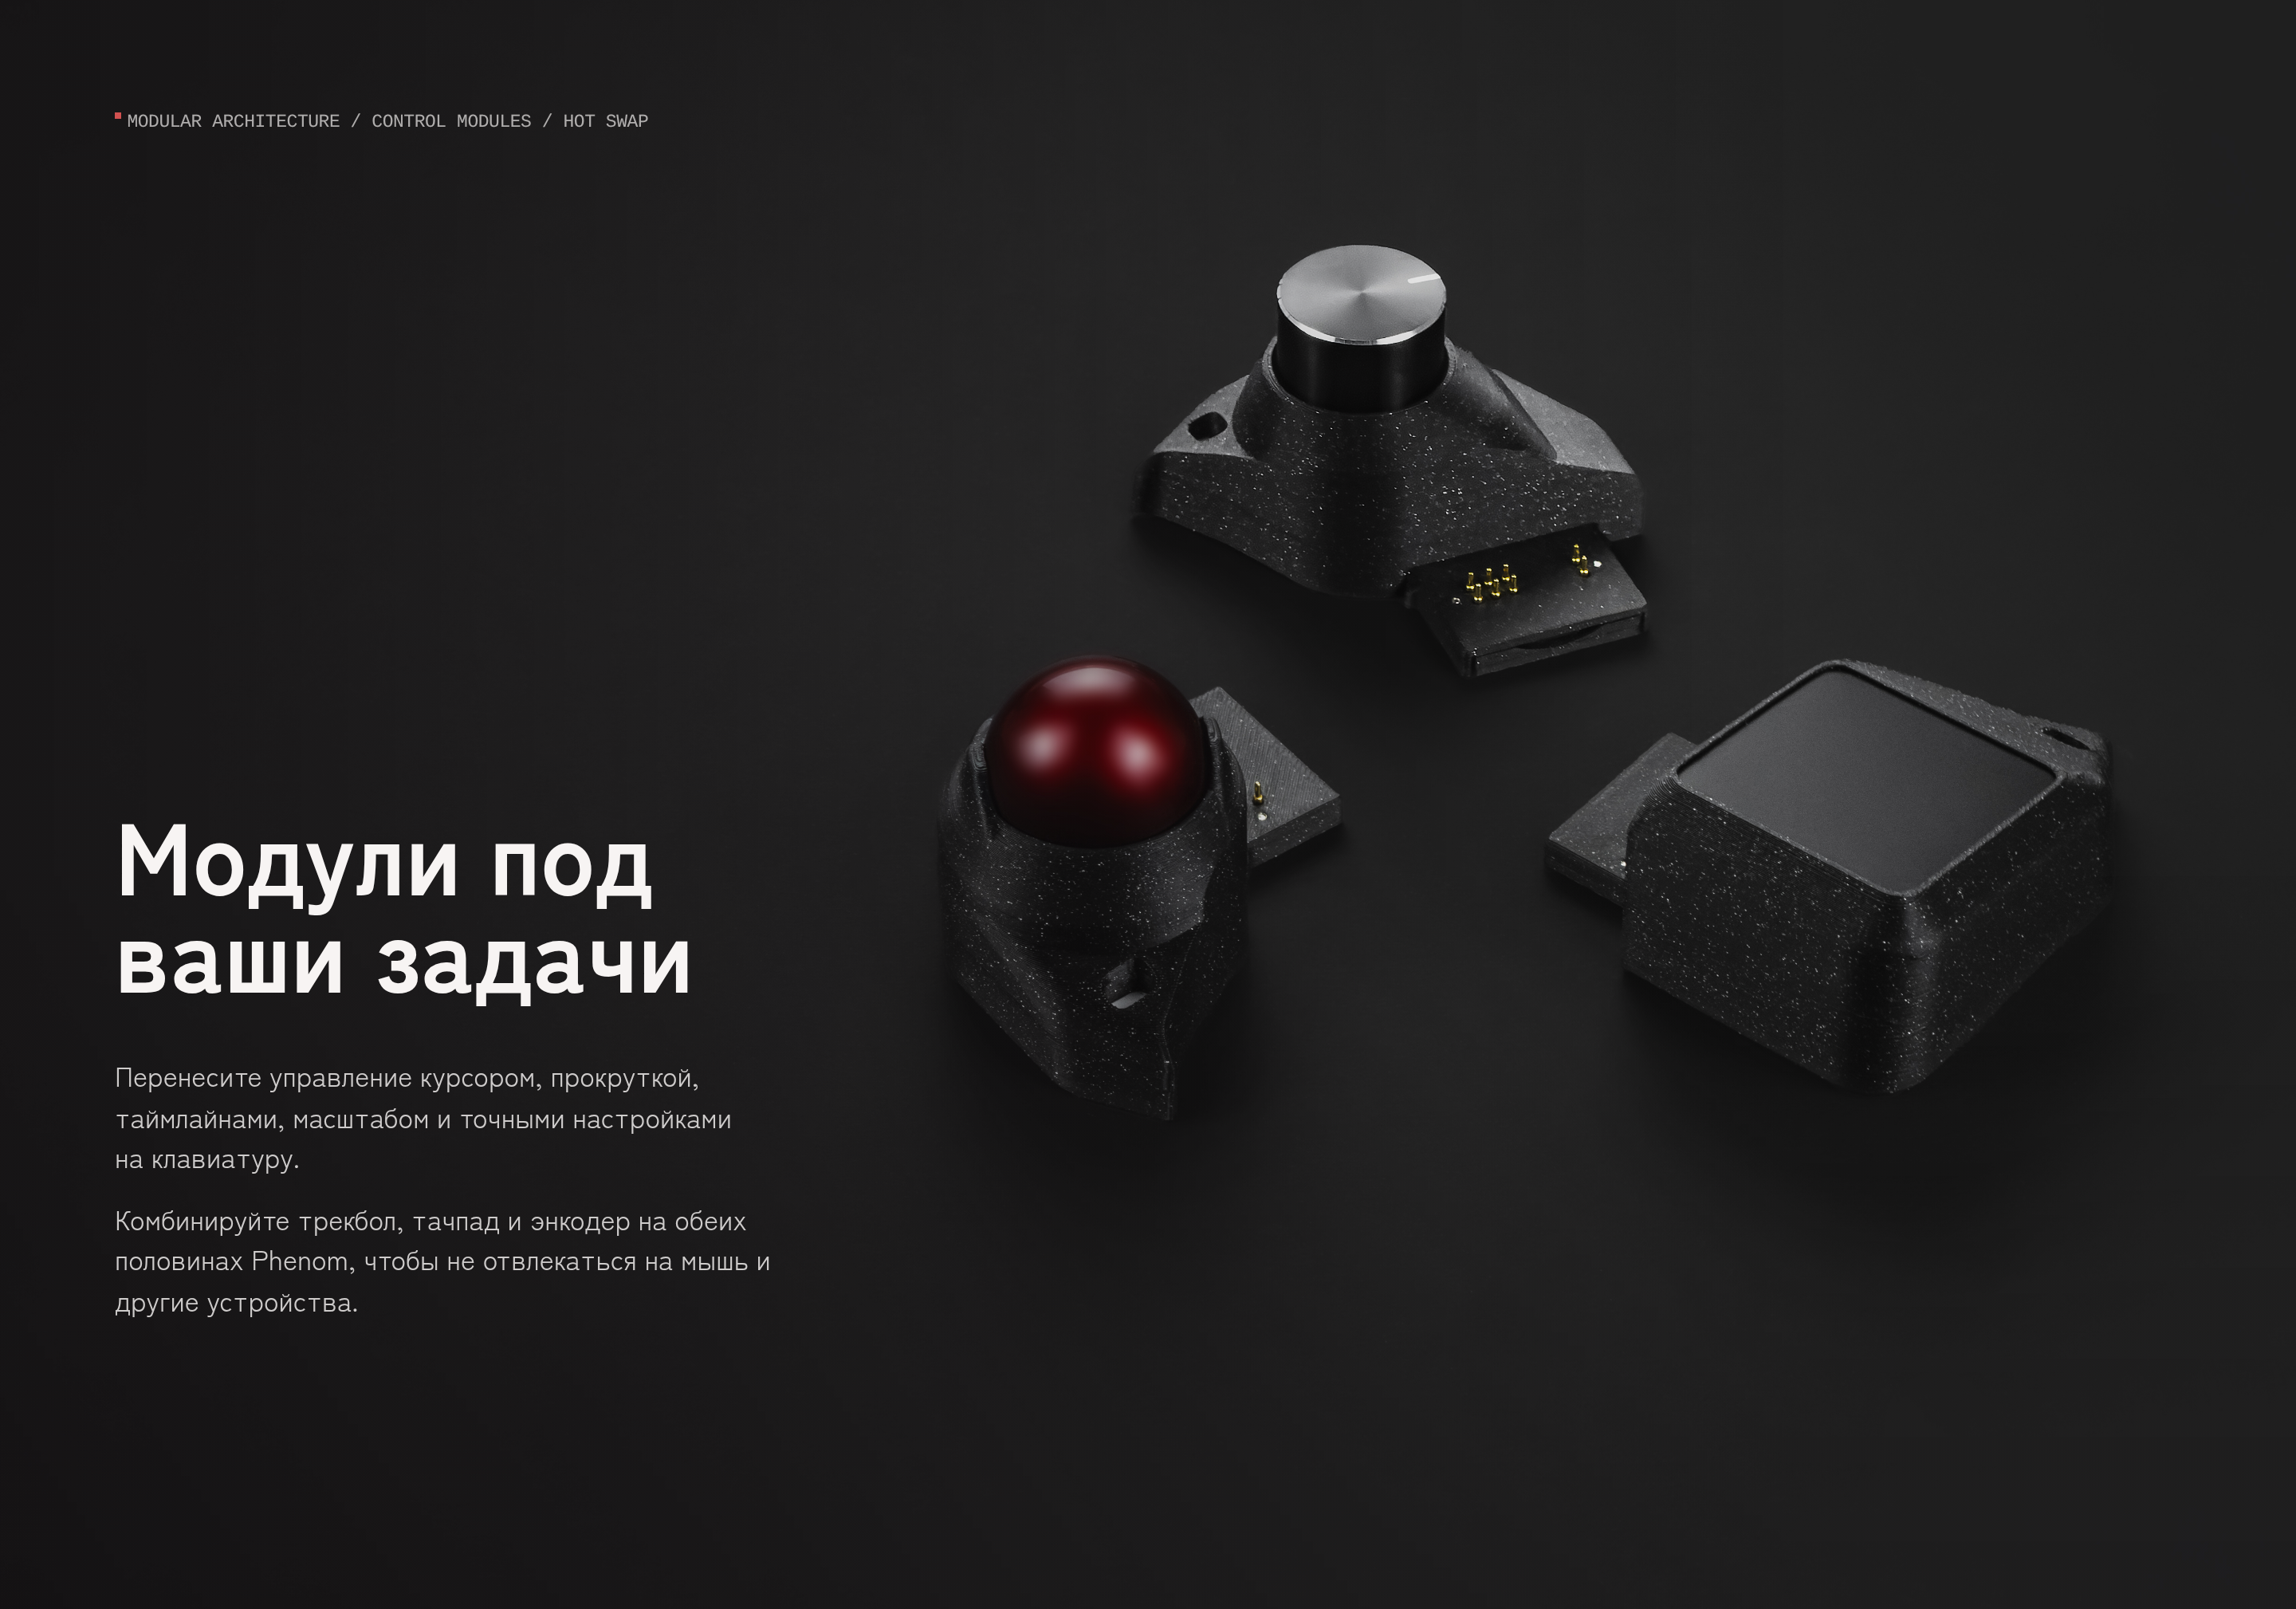 MODULAR ARCHITECTURE / CONTROL MODULES / HOT SWAP
Модули под
ваши задачи
Перенесите управление курсором, прокруткой,
таймлайнами, масштабом и точными настройками
на клавиатуру.
Комбинируйте трекбол, тачпад и энкодер на обеих
половинах Phenom, чтобы не отвлекаться на мышь и
другие устройства.